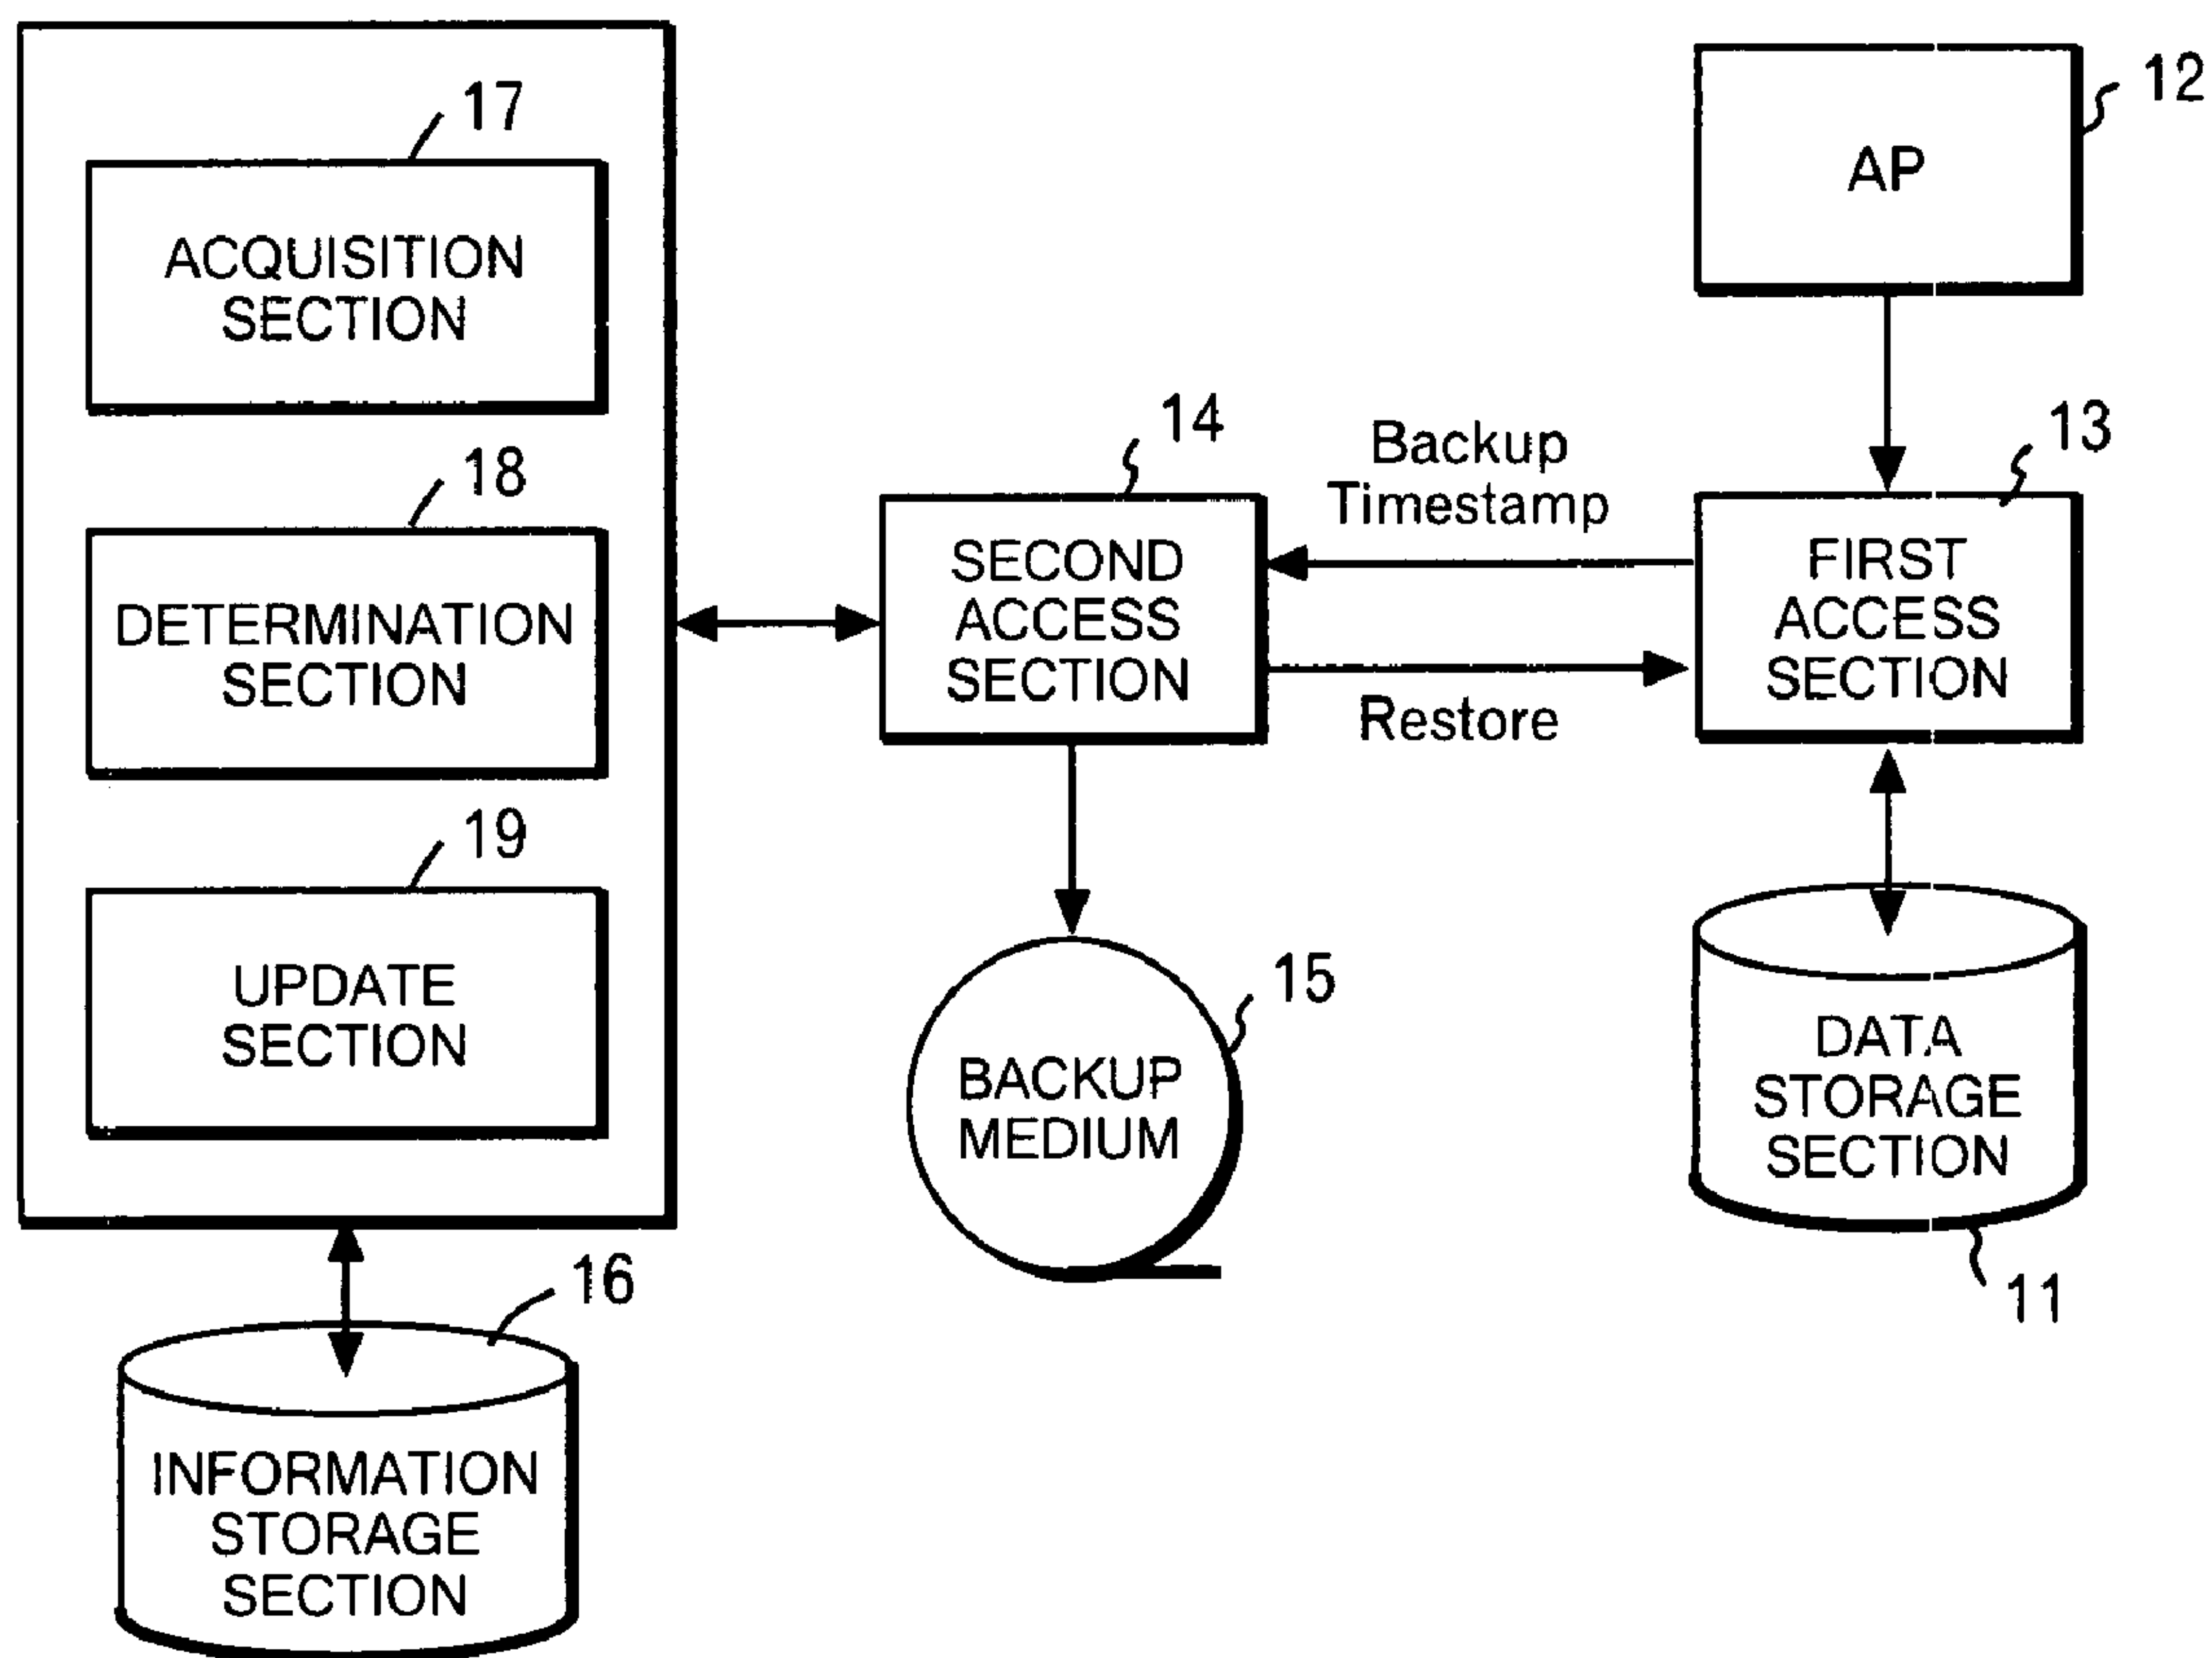 17
ACQUISITION
SECTION
18
DETERMINATION
SECTION
19
UPDATE
SECTION
16
INFORMATION
STORAGE
SECTION
14
SECOND
ACCESS
SECTION
Backup
Timestamp
Restore
15
BACKUP
MEDIUM
12
AP
13
FIRST
ACCESS
SECTION
DATA
STORAGE
SECTION
11